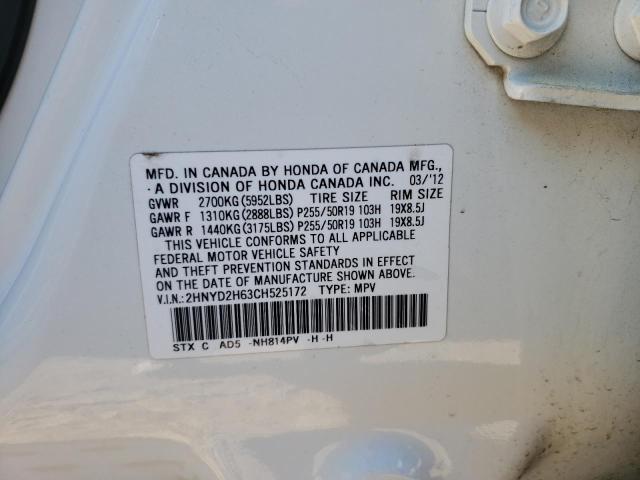 MFD. IN CANADA BY HONDA OF CANADA MFG.,
A DIVISION OF HONDA CANADA INC. 03/'12
GVWR 2700KG(5952LBS) TIRE SIZE RIM SIZE
GAWR F 1310KG(2888LBS) P255/50R19 103H 19X8.5J
GAWR R 1440KG(3175LBS) P255/50R19 103H 19X8.5J
THIS VEHICLE CONFORMS TO ALL APPLICABLE
FEDERAL MOTOR VEHICLE SAFETY
AND THEFT PREVENTION STANDARDS IN EFFECT
ON THE DATE OF MANUFACTURE SHOWN ABOVE.
V.I.N.: 2HNYD2H63CH525172 TYPE: MPV
STX C AD5 -NH814PV -H -H